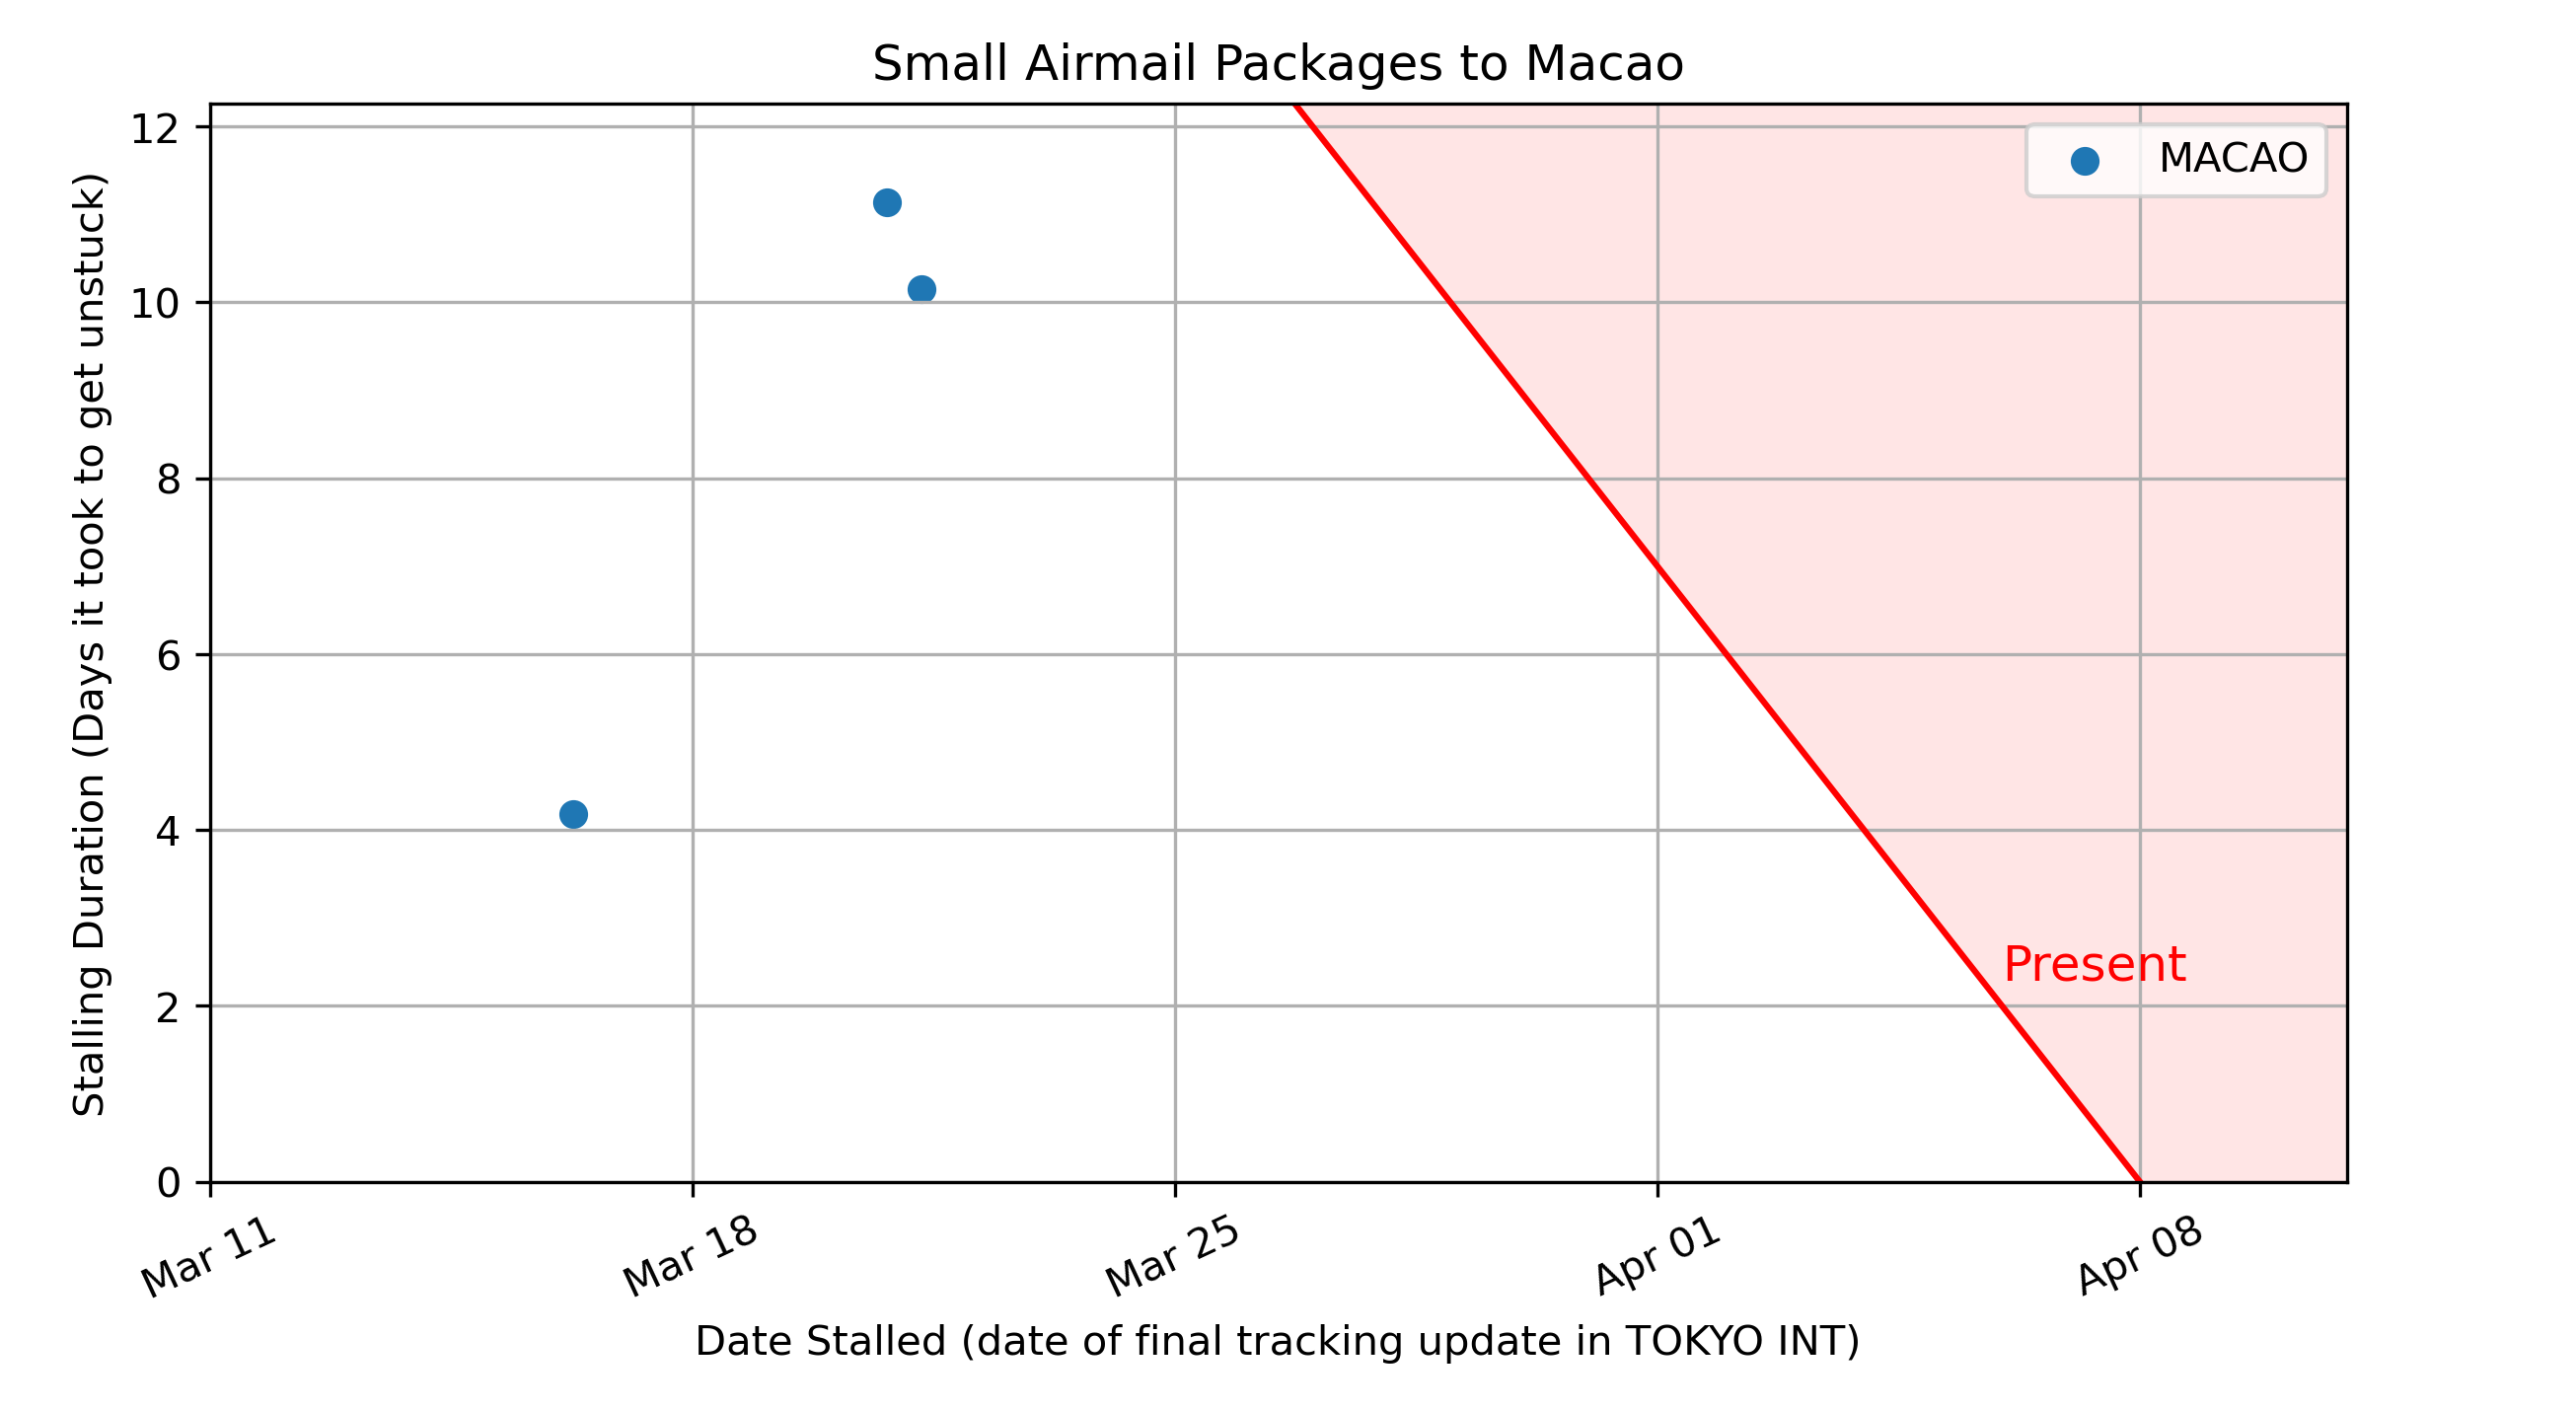 Small Airmail Packages to Macao
MACAO
Stalling Duration (Days it took to get unstuck)
12
10
8
6
4
2
0
Present
Mar 11
Mar 18
Mar 25
Apr 01
Apr 08
Date Stalled (date of final tracking update in TOKYO INT)